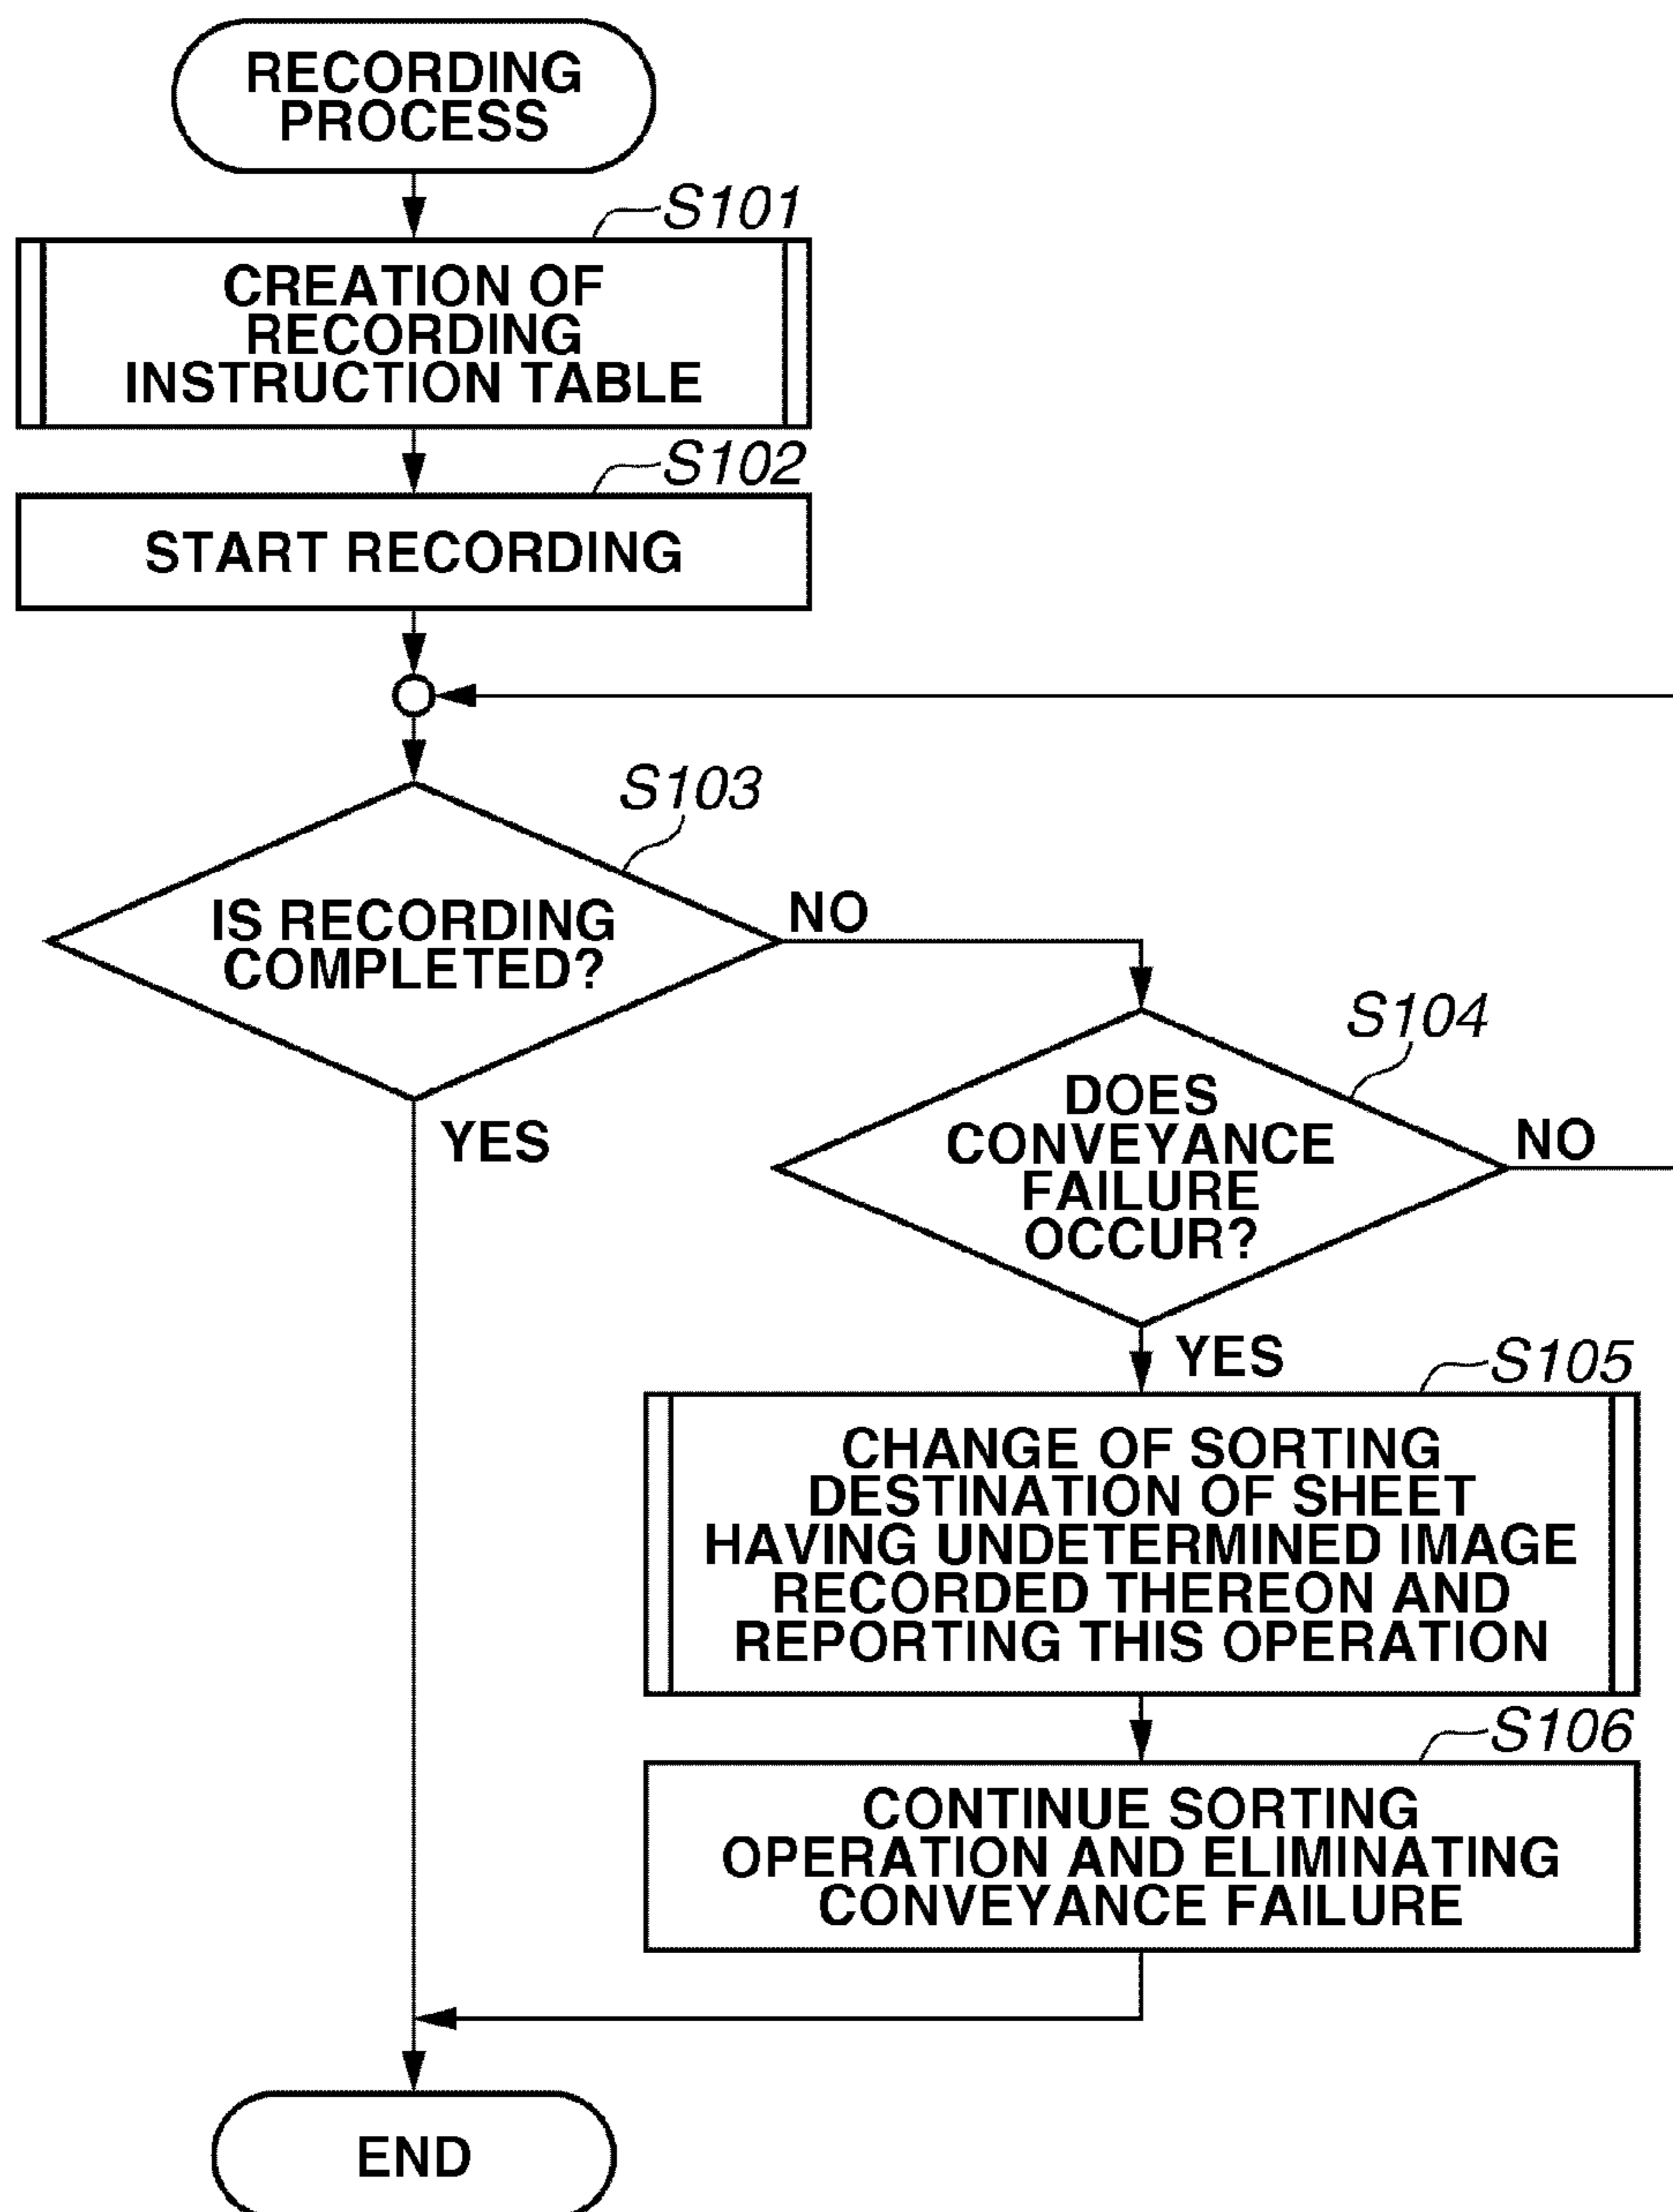 RECORDING
PROCESS
S101
CREATION OF
RECORDING
INSTRUCTION TABLE
S102
START RECORDING
S103
IS RECORDING
COMPLETED?
NO
YES
S104
DOES
CONVEYANCE
FAILURE
OCCUR?
NO
YES
S105
CHANGE OF SORTING
DESTINATION OF SHEET
HAVING UNDETERMINED IMAGE
RECORDED THEREON AND
REPORTING THIS OPERATION
S106
CONTINUE SORTING
OPERATION AND ELIMINATING
CONVEYANCE FAILURE
END